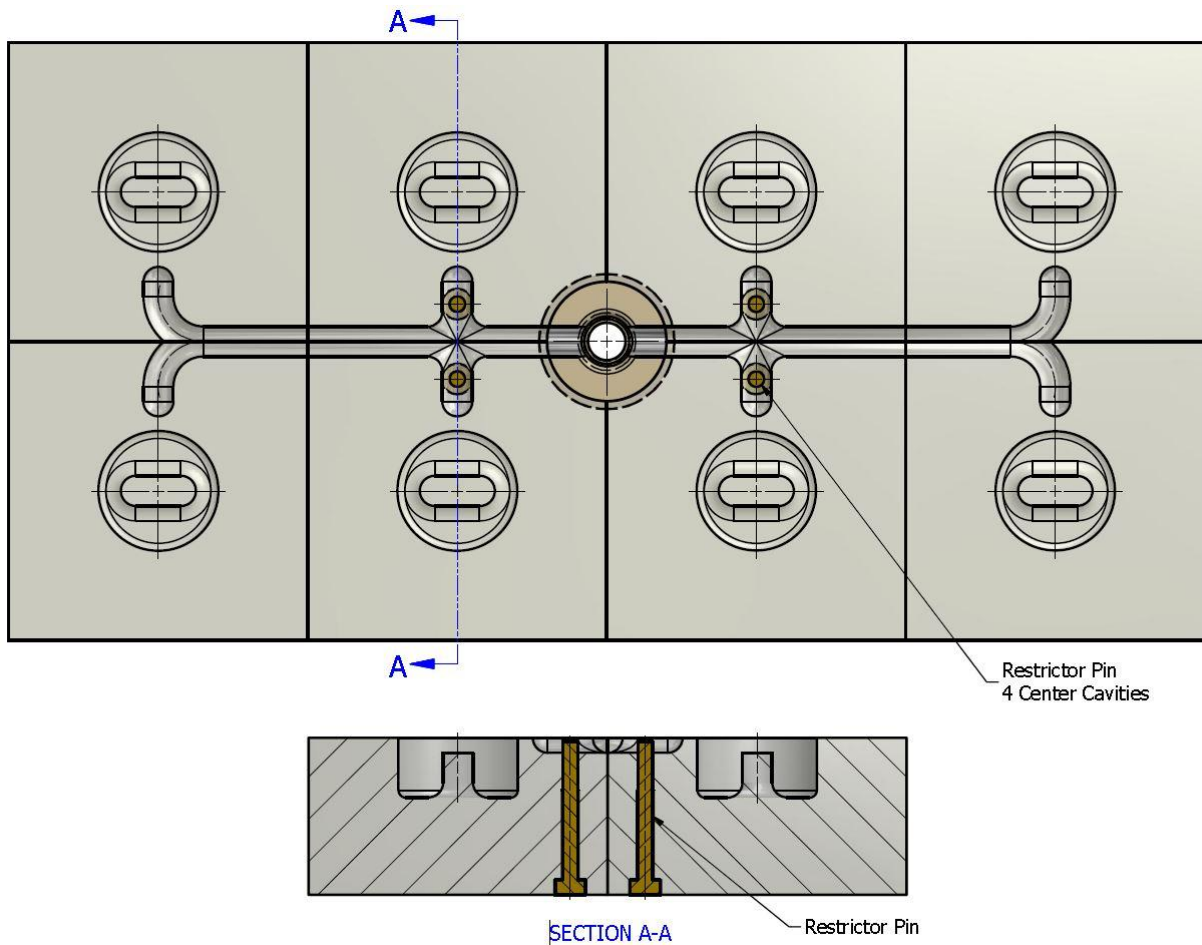 A
A
Restrictor Pin
4 Center Cavities
Restrictor Pin
SECTION A-A